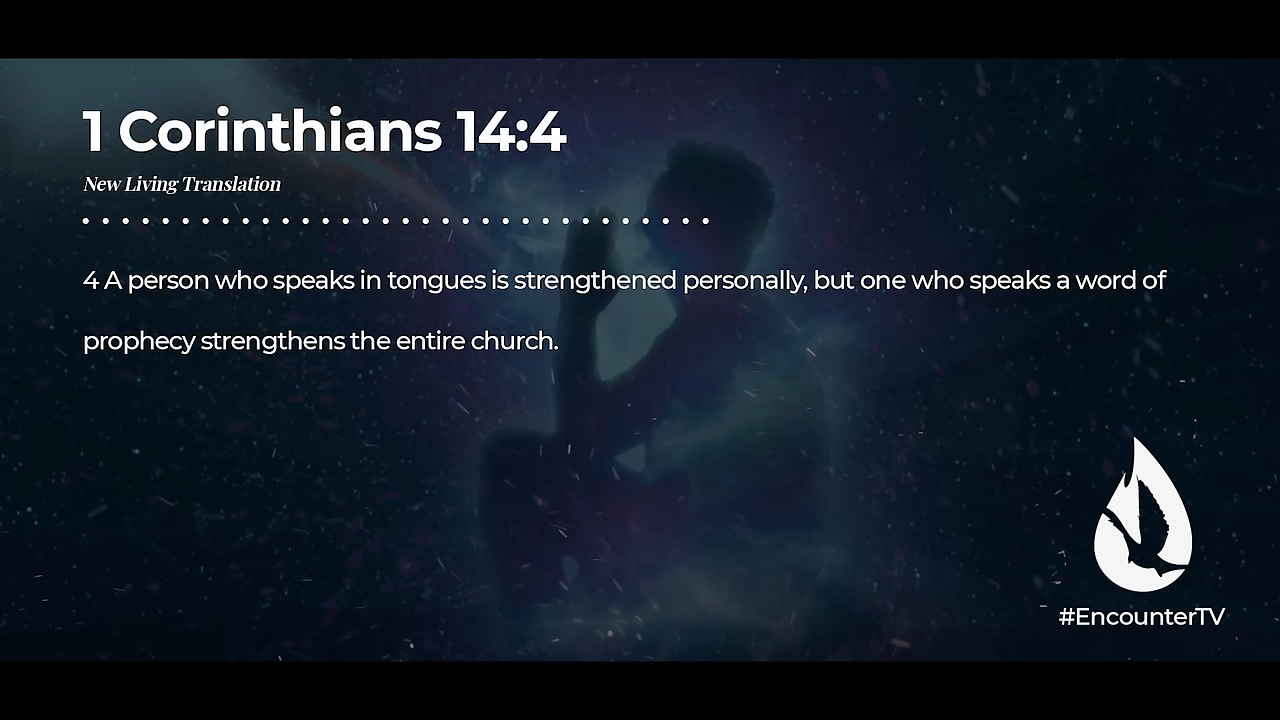 1 Corinthians 14:4
New Living Translation
4 A person who speaks in tongues is strengthened personally, but one who speaks a word of
prophecy strengthens the entire church.
#EncounterTV